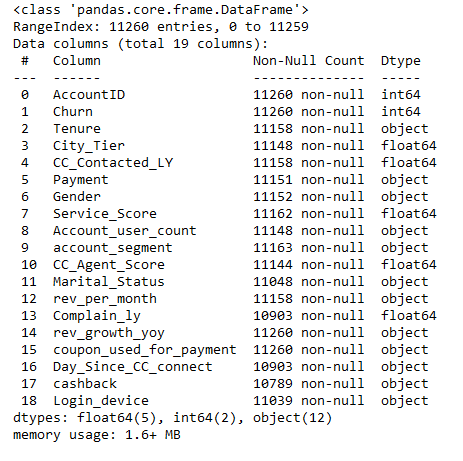 <class 'pandas.core.frame.DataFrame'>
RangeIndex: 11260 entries, 0 to 11259
Data columns (total 19 columns):
 #   Column                   Non-Null Count  Dtype
---  ------                   --------------  -----
 0   AccountID                11260 non-null  int64
 1   Churn                    11260 non-null  int64
 2   Tenure                   11158 non-null  object
 3   City_Tier                11148 non-null  float64
 4   CC_Contacted_LY          11158 non-null  float64
 5   Payment                  11151 non-null  object
 6   Gender                   11152 non-null  object
 7   Service_Score            11162 non-null  float64
 8   Account_user_count       11148 non-null  object
 9   account_segment          11163 non-null  object
 10  CC_Agent_Score           11144 non-null  float64
 11  Marital_Status           11048 non-null  object
 12  rev_per_month            11158 non-null  object
 13  Complain_ly              10903 non-null  float64
 14  rev_growth_yoy           11260 non-null  object
 15  coupon_used_for_payment  11260 non-null  object
 16  Day_Since_CC_connect     10903 non-null  object
 17  cashback                 10789 non-null  object
 18  Login_device             11039 non-null  object
dtypes: float64(5), int64(2), object(12)
memory usage: 1.6+ MB